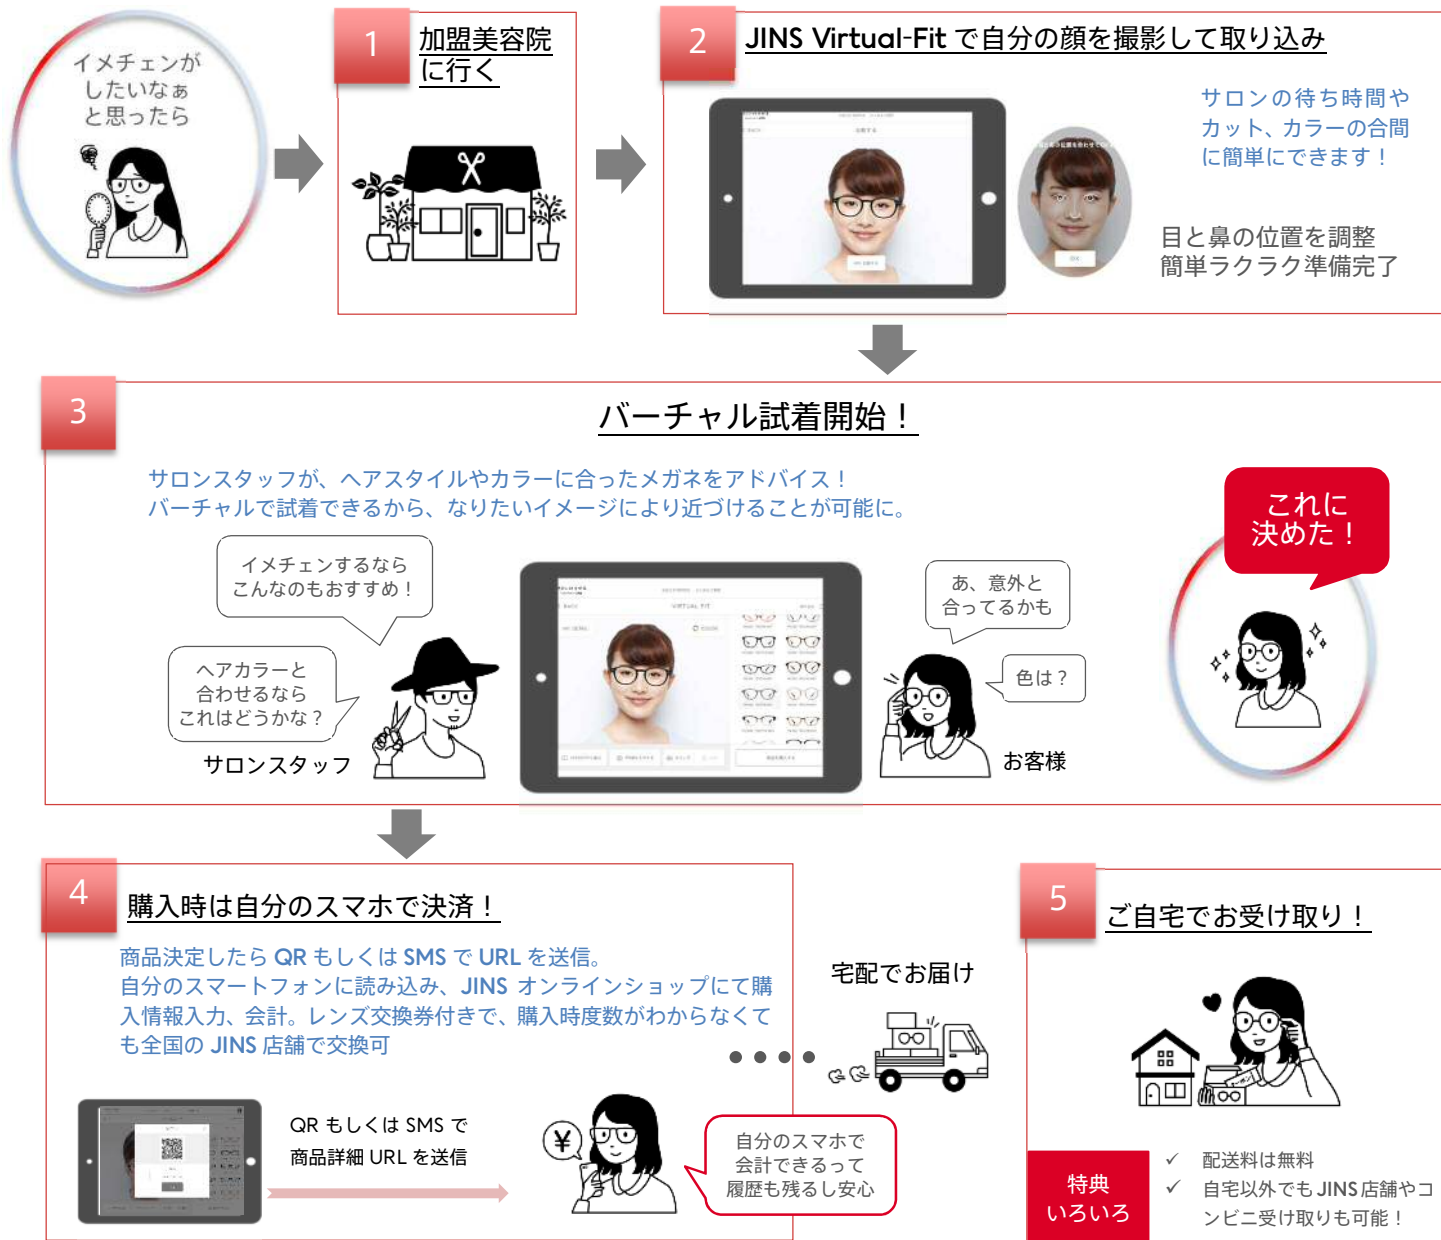 イメチェンが
したいなぁ
と思ったら
1
加盟美容院
に行く
2
JINS Virtual-Fit で自分の顔を撮影して取り込み
サロンの待ち時間や
カット、カラーの合間
に簡単にできます！
目と鼻の位置を調整
簡単ラクラク準備完了
3
バーチャル試着開始！
サロンスタッフが、ヘアスタイルやカラーに合ったメガネをアドバイス！
バーチャルで試着できるから、なりたいイメージにより近づけることが可能に。
イメチェンするなら
こんなのもおすすめ！
ヘアカラーと
合わせるなら
これはどうかな？
サロンスタッフ
BACK
VIRTUAL FIT
あ、意外と
合ってるかも
色は？
お客様
これに
決めた！
4
購入時は自分のスマホで決済！
商品決定したら QR もしくは SMS で URL を送信。
自分のスマートフォンに読み込み、JINS オンラインショップにて購
入情報入力、会計。レンズ交換券付きで、購入時度数がわからなくて
も全国の JINS 店舗で交換可
QR もしくは SMS で
商品詳細 URL を送信
¥
自分のスマホで
会計できるって
履歴も残るし安心
宅配でお届け
5
ご自宅でお受け取り！
特典
いろいろ
✓ 配送料は無料
✓ 自宅以外でも JINS 店舗やコ
ンビニ受け取りも可能！